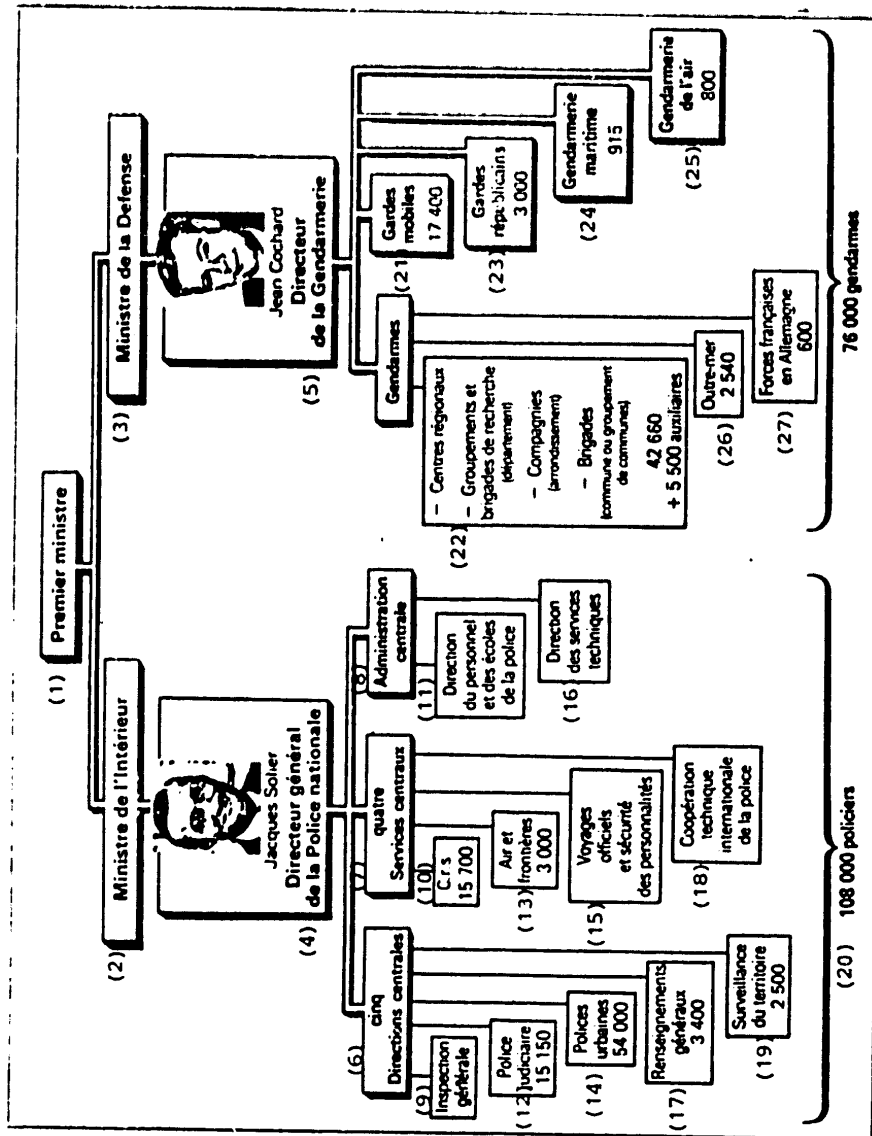 (1)
Premier ministre
(2)
Ministre de l'Intérieur
(3)
Ministre de la Defense
Jacques Solier
Directeur général
de la Police nationale
(4)
Jean Cochard
Directeur
de la Gendarmerie
(5)
(6)
cinq
Directions centrales
(7)
quatre
Services centraux
(8)
Administration
centrale
(9)
Inspection
générale
(10)
C.r.s
15 700
(11)
Direction
du personnel
et des écoles
de la police
Police
(12) judiciaire
15 150
Air et
(13) frontières
3 000
(14)
Polices
urbaines
54 000
(15)
Voyages
officiels
et sécurité
des personnalités
Direction
(16) des services
techniques
(17)
Renseignements
généraux
3 400
(18)
Coopération
technique
internationale
de la police
(19)
Surveillance
du territoire
2 500
(20) 108 000 policiers
Gendarmes
(21)
Gardes
mobiles
17 400
(22)
– Centres régionaux
– Groupements et
brigades de recherche
(département)
– Compagnies
(arrondissement)
– Brigades
(commune ou groupement
de communes)
42 660
+ 5 500 auxiliaires
(23)
Gardes
républicains
3 000
(24)
Gendarmerie
maritime
915
(25)
Gendarmerie
de l'air
800
(26)
Outre-mer
2 540
(27)
Forces françaises
en Allemagne
600
76 000 gendarmes